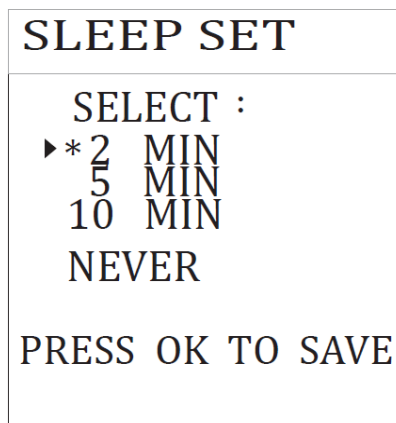 SLEEP SET
SELECT :
▶*2 MIN
5 MIN
10 MIN
NEVER
PRESS OK TO SAVE